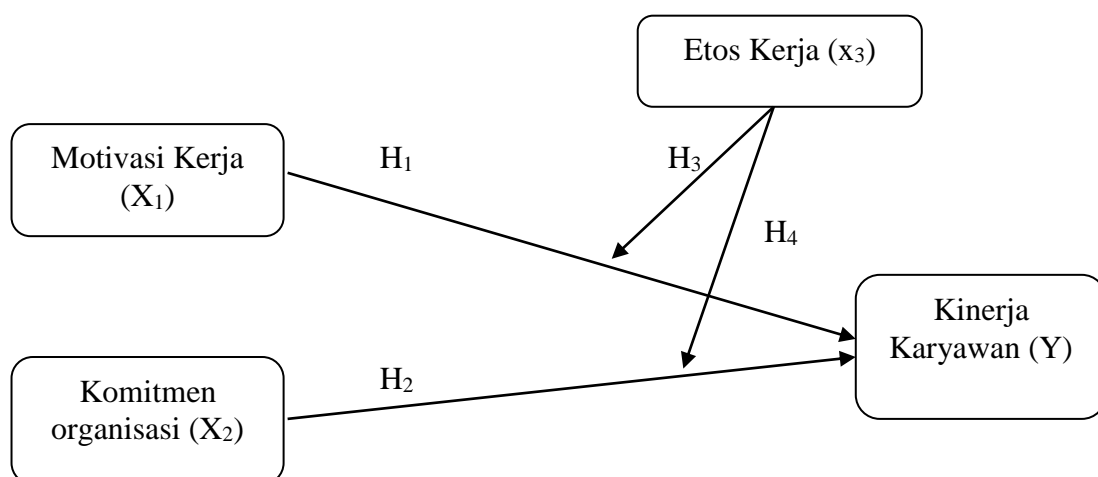 Etos Kerja (x₃)
Motivasi Kerja
(X₁)
H₁
H₃
H₄
Kinerja
Karyawan (Y)
Komitmen
organisasi (X₂)
H₂